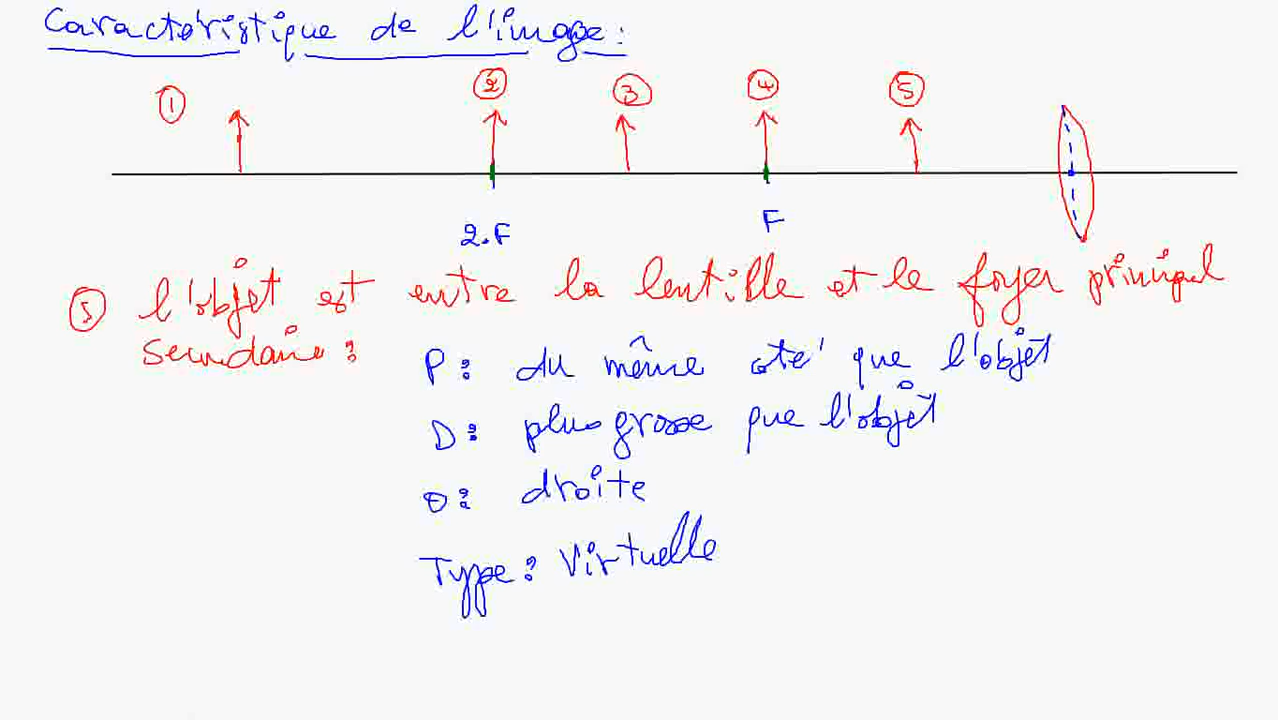 Caractéristique de l'image :
① ② ③ ④ ⑤
2.F F
⑤ l'objet est entre la lentille et le foyer principal
secondaire :
P : du même coté que l'objet
D : plus grosse que l'objet
O : droite
Type : Virtuelle